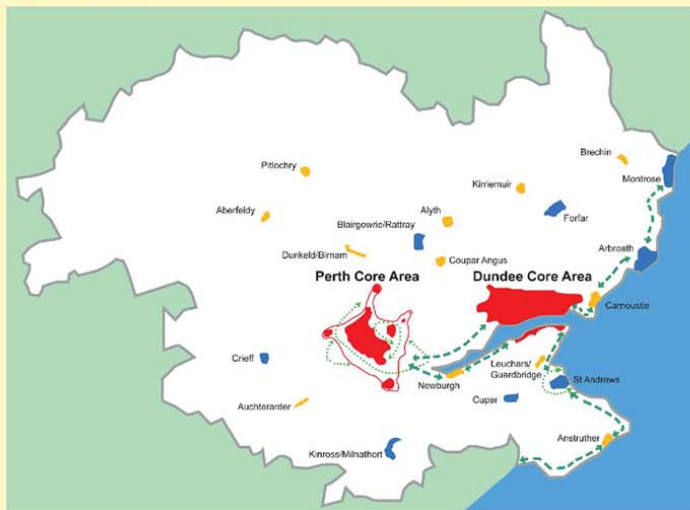 Brechin
Montrose
Pitlochry
Kirriemuir
Aberfeldy
Alyth
Forfar
Blairgowrie/Rattray
Arbroath
Dunkeld/Birnam
Coupar Angus
Perth Core Area
Dundee Core Area
Carnoustie
Crieff
Leuchars/
Guardbridge
St Andrews
Newburgh
Cupar
Auchterarder
Anstruther
Kinross/Milnathort